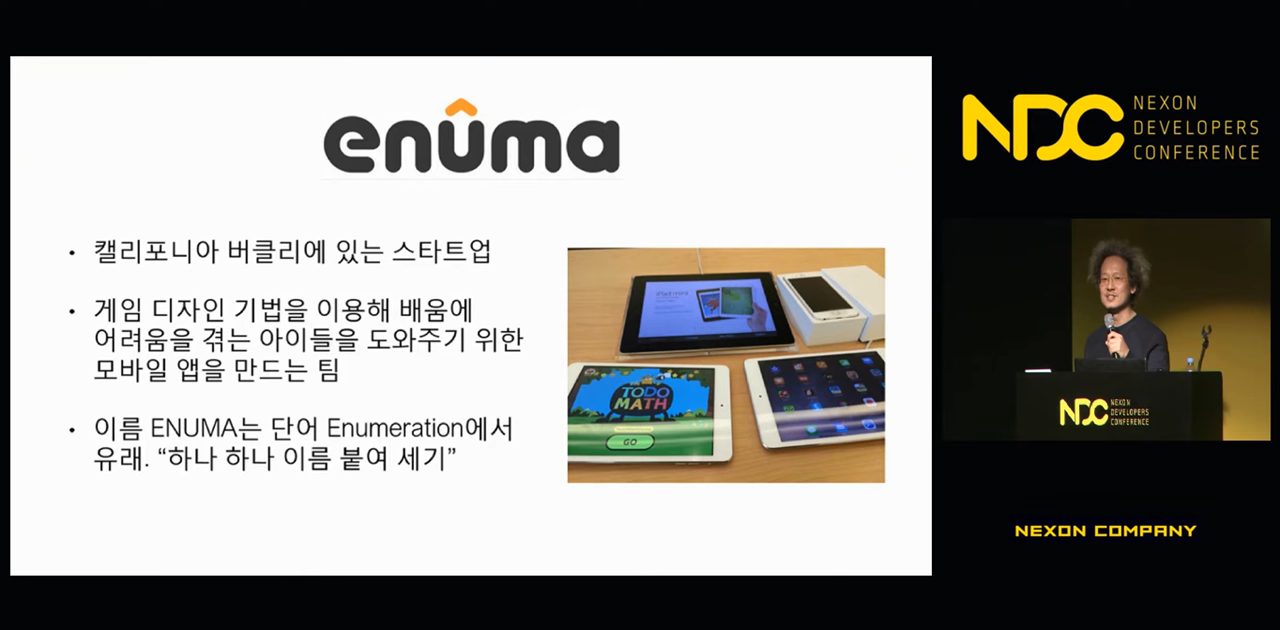 enûma
• 캘리포니아 버클리에 있는 스타트업
• 게임 디자인 기법을 이용해 배움에
어려움을 겪는 아이들을 도와주기 위한
모바일 앱을 만드는 팀
• 이름 ENUMA는 단어 Enumeration에서
유래. “하나 하나 이름 붙여 세기”
iPad mini
TODO
MATH
GO
NDC
NEXON
DEVELOPERS
CONFERENCE
NDC
NEXON
DEVELOPERS
CONFERENCE
NEXON COMPANY